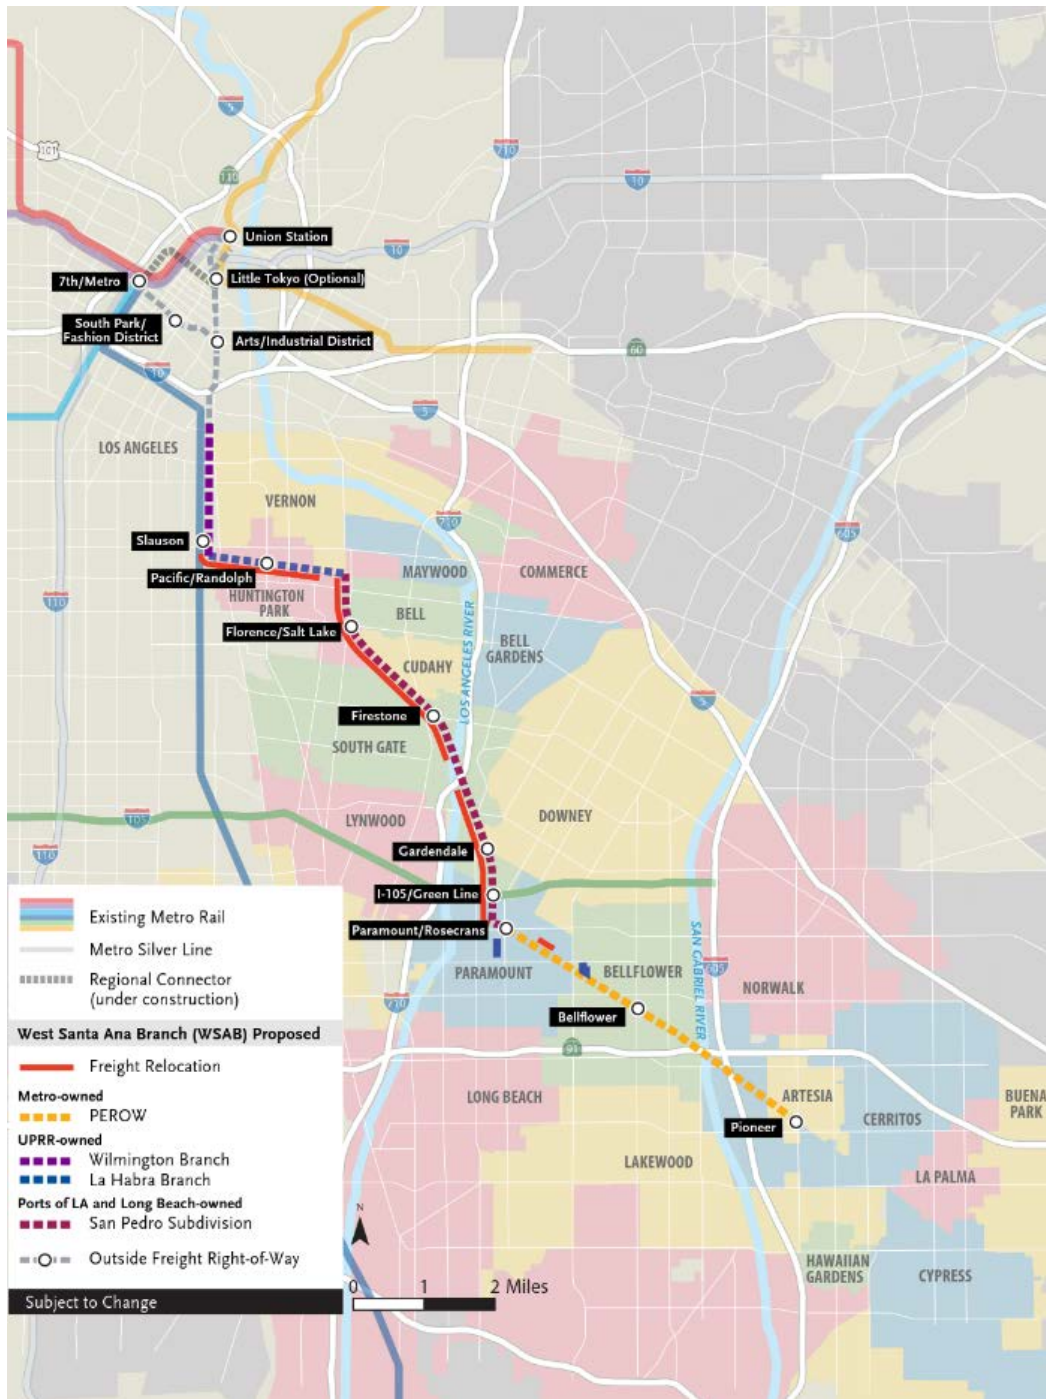 5
101
710
110
10
Union Station
10
7th/Metro
Little Tokyo (Optional)
South Park/
Fashion District
Arts/Industrial District
60
10
5
LOS ANGELES
VERNON
710
605
Slauson
Pacific/Randolph
MAYWOOD
COMMERCE
110
HUNTINGTON
PARK
BELL
Florence/Salt Lake
BELL
GARDENS
LOS ANGELES RIVER
CUDAHY
5
Firestone
SOUTH GATE
105
LYNWOOD
DOWNEY
110
Gardendale
I-105/Green Line
Paramount/Rosecrans
PARAMOUNT
BELLFLOWER
SAN GABRIEL RIVER
605
NORWALK
710
Bellflower
91
LONG BEACH
ARTESIA
BUENA
PARK
CERRITOS
Pioneer
LAKEWOOD
LA PALMA
HAWAIIAN
GARDENS
CYPRESS
Existing Metro Rail
Metro Silver Line
Regional Connector
(under construction)
West Santa Ana Branch (WSAB) Proposed
Freight Relocation
Metro-owned
PEROW
UPRR-owned
Wilmington Branch
La Habra Branch
Ports of LA and Long Beach-owned
San Pedro Subdivision
Outside Freight Right-of-Way
Subject to Change
N
0 1 2 Miles